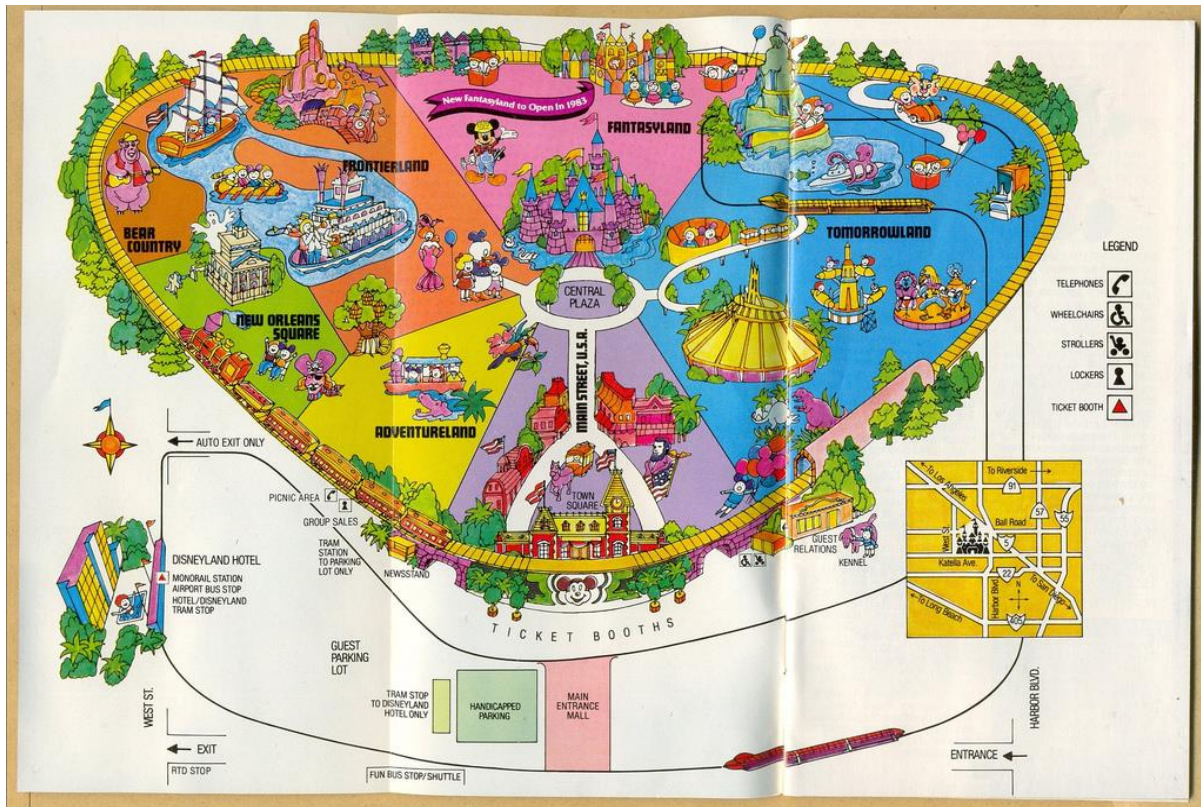 New Fantasyland to Open in 1983
FANTASYLAND
FRONTIERLAND
BEAR
COUNTRY
TOMORROWLAND
CENTRAL
PLAZA
NEW ORLEANS
SQUARE
MAIN STREET, U.S.A.
ADVENTURELAND
TOWN
SQUARE
LEGEND
TELEPHONES
WHEELCHAIRS
STROLLERS
LOCKERS
TICKET BOOTH
AUTO EXIT ONLY
PICNIC AREA
GROUP SALES
TRAM
STATION
TO PARKING
LOT ONLY
NEWSSTAND
GUEST
RELATIONS
KENNEL
DISNEYLAND HOTEL
MONORAIL STATION
AIRPORT BUS STOP
HOTEL/DISNEYLAND
TRAM STOP
TICKET BOOTHS
GUEST
PARKING
LOT
TRAM STOP
TO DISNEYLAND
HOTEL ONLY
HANDICAPPED
PARKING
MAIN
ENTRANCE
MALL
WEST ST.
EXIT
RTD STOP
FUN BUS STOP/SHUTTLE
ENTRANCE
HARBOR BLVD.
To Los Angeles
To Riverside
91
57
55
Ball Road
West St.
5
Katella Ave.
22
Harbor Blvd.
N
To San Diego
To Long Beach
405